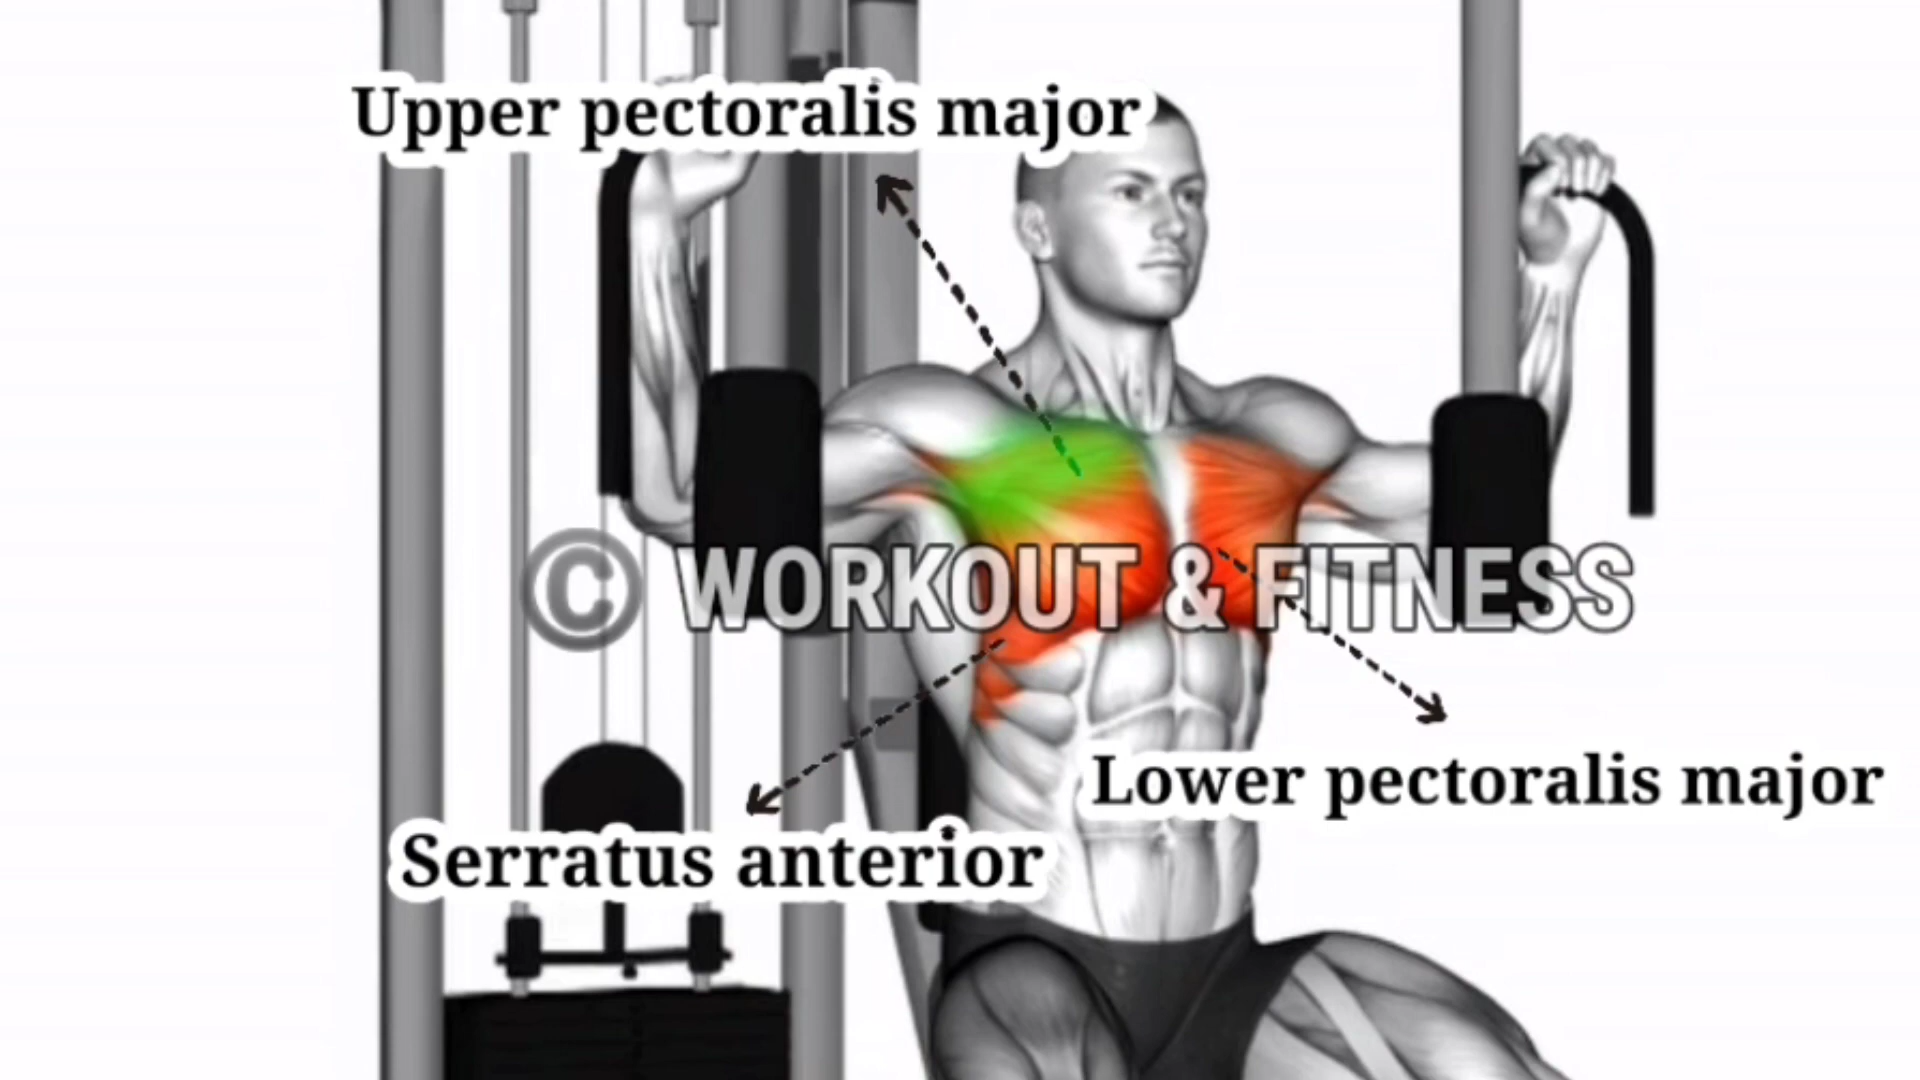 Upper pectoralis major
© WORKOUT & FITNESS
Lower pectoralis major
Serratus anterior